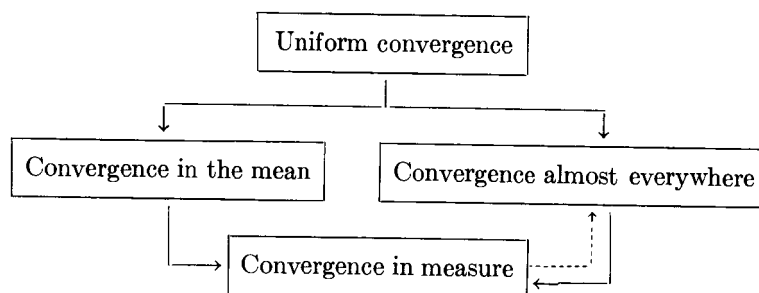 Uniform convergence
Convergence in the mean
Convergence almost everywhere
Convergence in measure